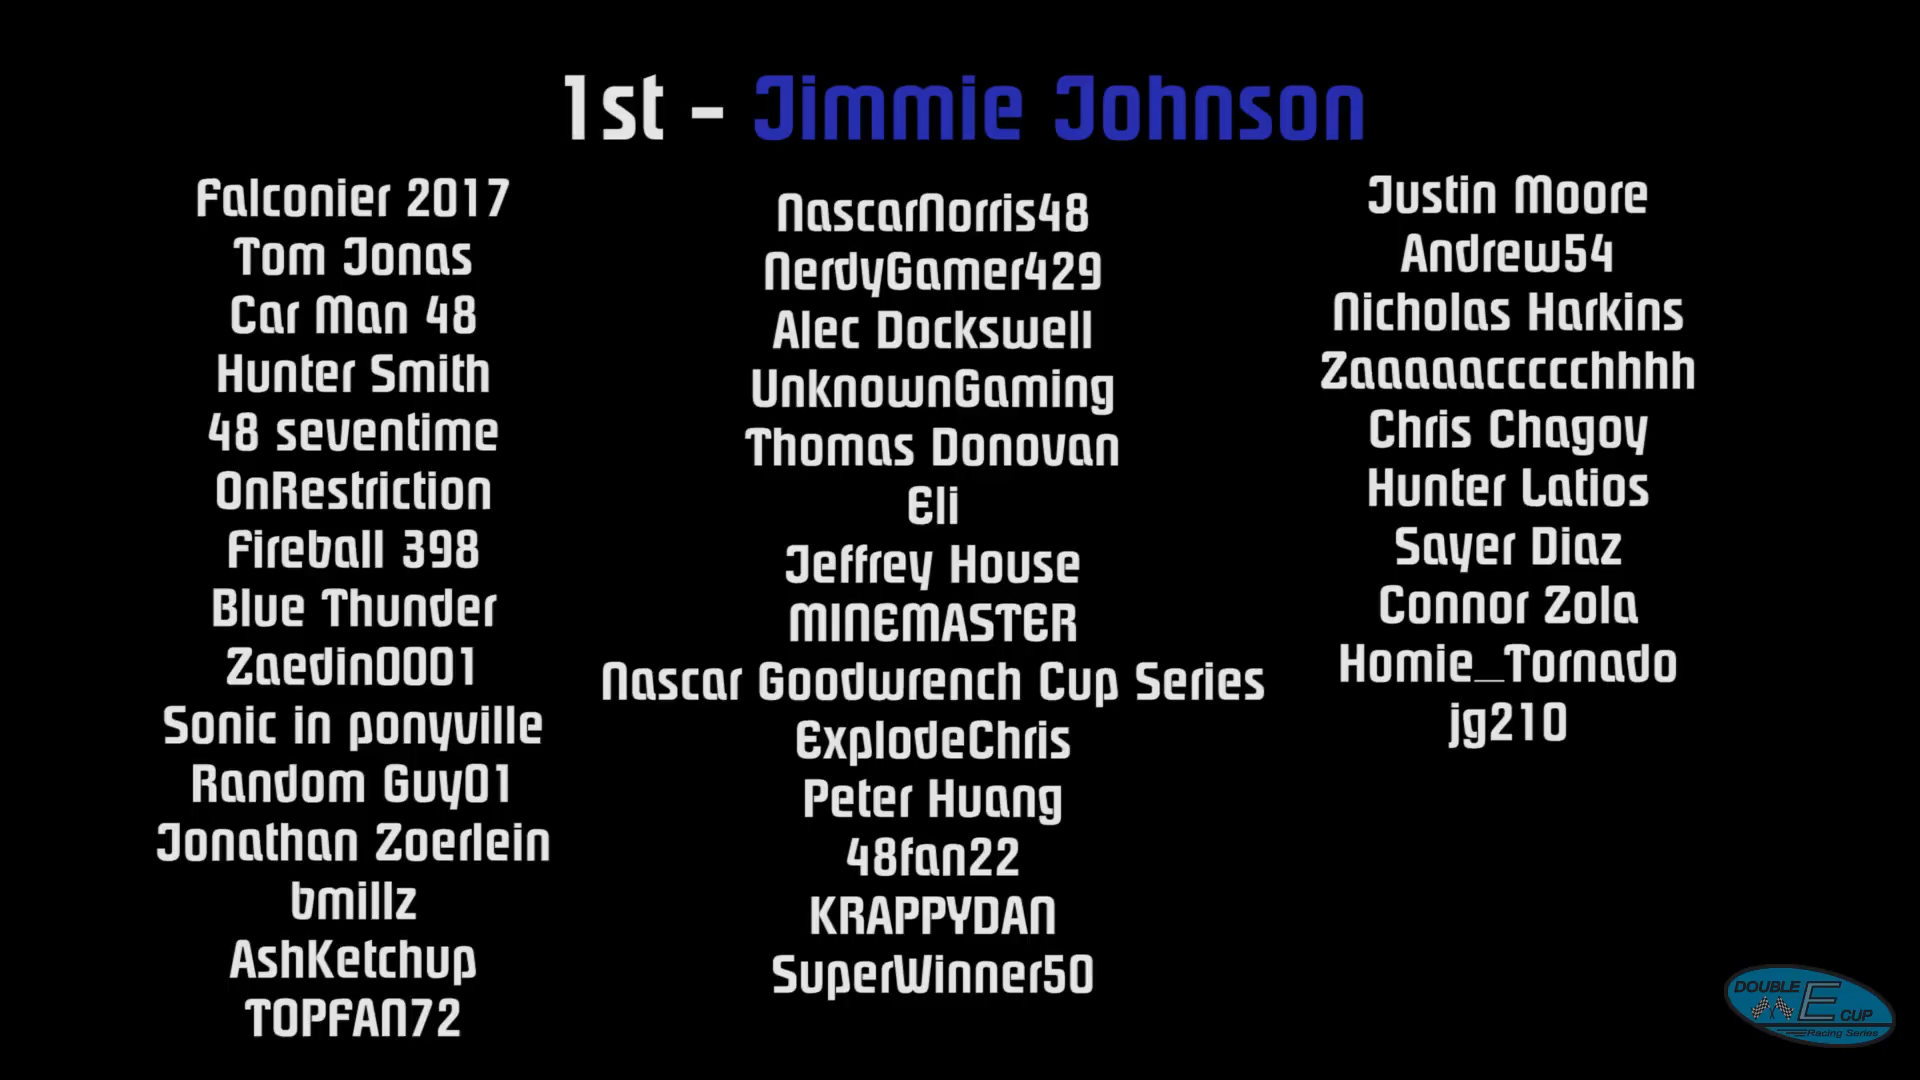 1st - Jimmie Johnson
Falconier 2017
Tom Jonas
Car Man 48
Hunter Smith
48 seventime
OnRestriction
Fireball 398
Blue Thunder
Zaedin0001
Sonic in ponyville
Random Guy01
Jonathan Zoerlein
bmillz
AshKetchup
TOPFAN72
NascarNorris48
NerdyGamer429
Alec Dockswell
UnknownGaming
Thomas Donovan
Eli
Jeffrey House
MINEMASTER
Nascar Goodwrench Cup Series
ExplodeChris
Peter Huang
48fan22
KRAPPYDAN
SuperWinner50
Justin Moore
Andrew54
Nicholas Harkins
Zaaaaaccccchhhh
Chris Chagoy
Hunter Latios
Sayer Diaz
Connor Zola
Homie_Tornado
jg210
DOUBLE E CUP
Racing Series